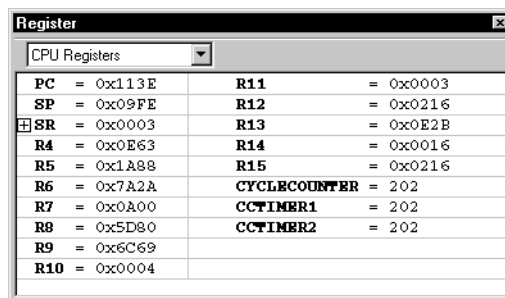 Register
CPU Registers
PC = 0x113E R11 = 0x0003
SP = 0x09FE R12 = 0x0216
SR = 0x0003 R13 = 0x0E2B
R4 = 0x0E63 R14 = 0x0016
R5 = 0x1A88 R15 = 0x0216
R6 = 0x7A2A CYCLECOUNTER = 202
R7 = 0x0A00 CCTIMER1 = 202
R8 = 0x5D80 CCTIMER2 = 202
R9 = 0x6C69
R10 = 0x0004